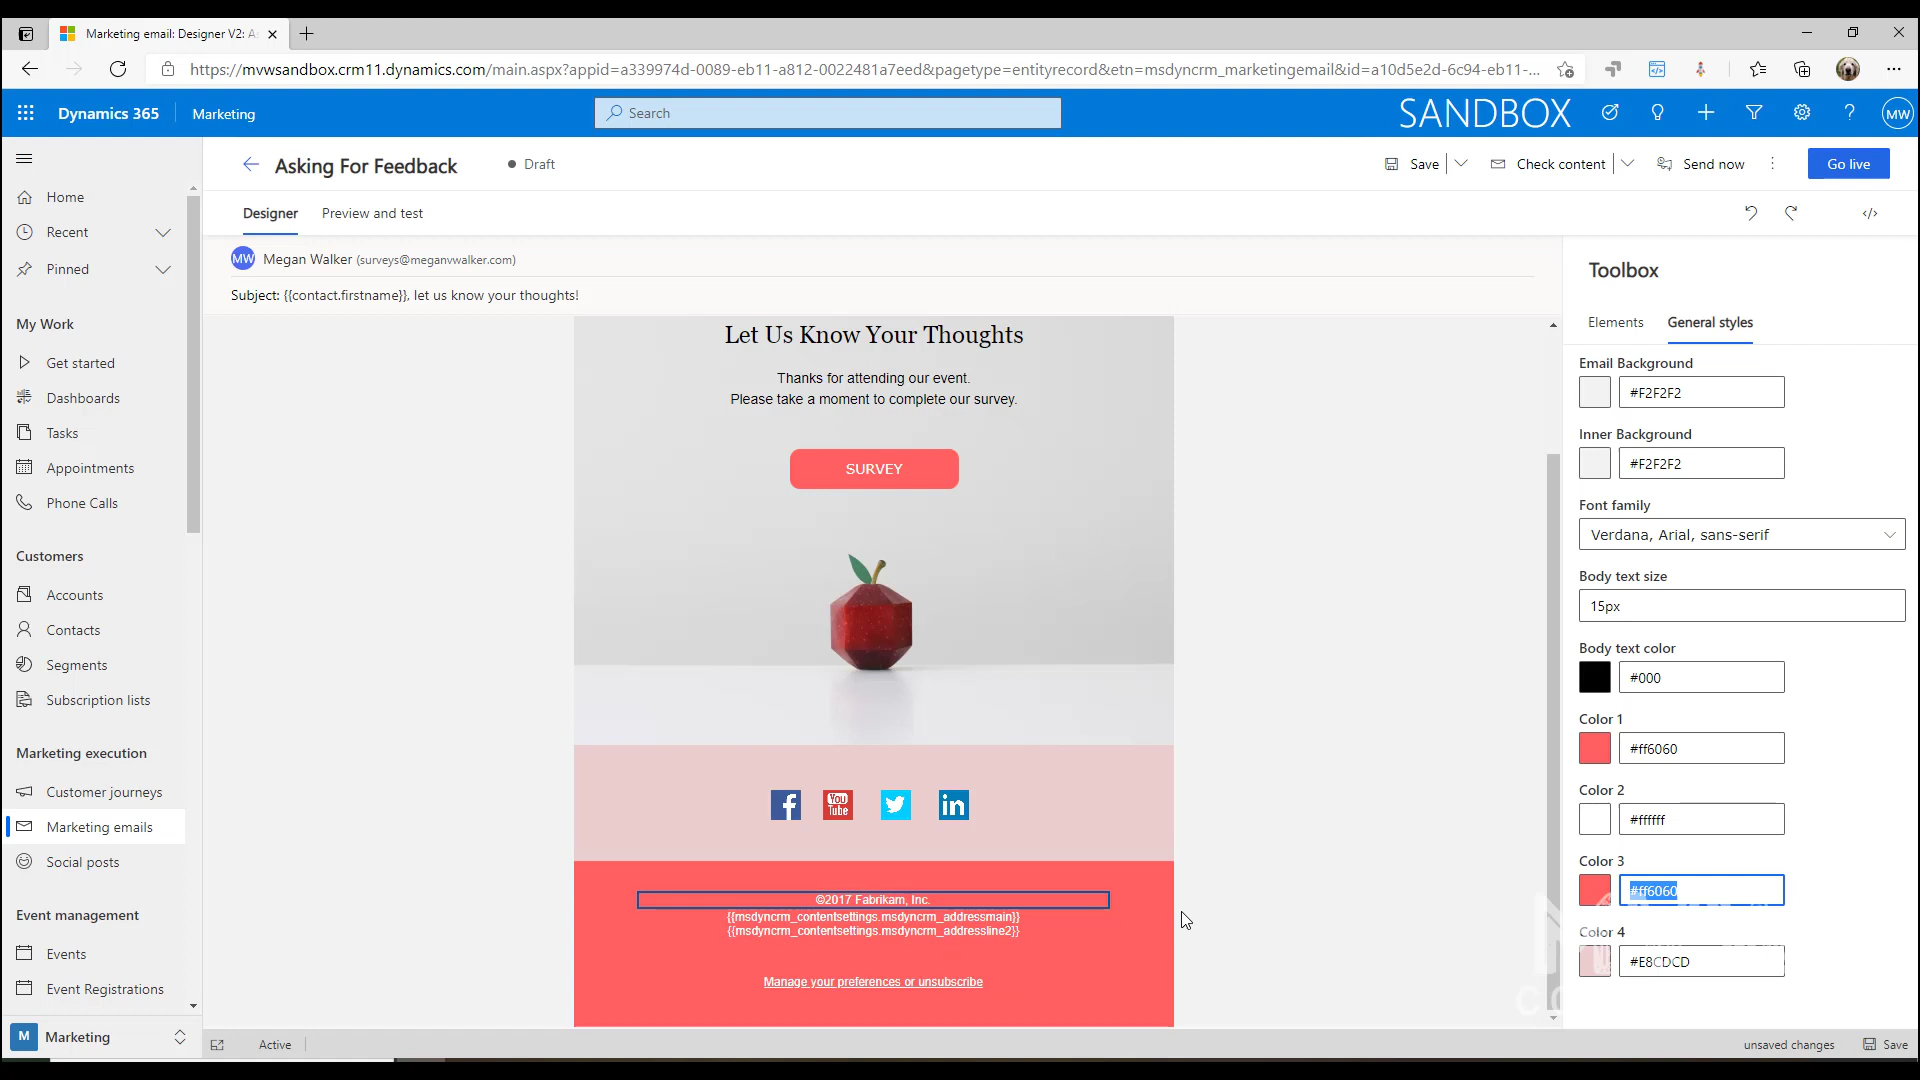 Marketing email: Designer V2: As
https://mvwsandbox.crm11.dynamics.com/main.aspx?appid=a339974d-0089-eb11-a812-0022481a7eed&pagetype=entityrecord&etn=msdyncrm_marketingemail&id=a10d5e2d-6c94-eb11-...
Dynamics 365
Marketing
Search
SANDBOX
MW
Asking For Feedback
Draft
Save
Check content
Send now
Go live
Designer
Preview and test
Home
Recent
Pinned
My Work
Get started
Dashboards
Tasks
Appointments
Phone Calls
Customers
Accounts
Contacts
Segments
Subscription lists
Marketing execution
Customer journeys
Marketing emails
Social posts
Event management
Events
Event Registrations
M
Marketing
MW Megan Walker (surveys@meganvwalker.com)
Subject: {{contact.firstname}}, let us know your thoughts!
Let Us Know Your Thoughts
Thanks for attending our event.
Please take a moment to complete our survey.
SURVEY
f
You
Tube
in
©2017 Fabrikam, Inc.
{{msdyncrm_contentsettings.msdyncrm_addressmain}}
{{msdyncrm_contentsettings.msdyncrm_addressline2}}
Manage your preferences or unsubscribe
Toolbox
Elements
General styles
Email Background
#F2F2F2
Inner Background
#F2F2F2
Font family
Verdana, Arial, sans-serif
Body text size
15px
Body text color
#000
Color 1
#ff6060
Color 2
#ffffff
Color 3
#ff6060
Color 4
#E8CDCD
Active
unsaved changes
Save